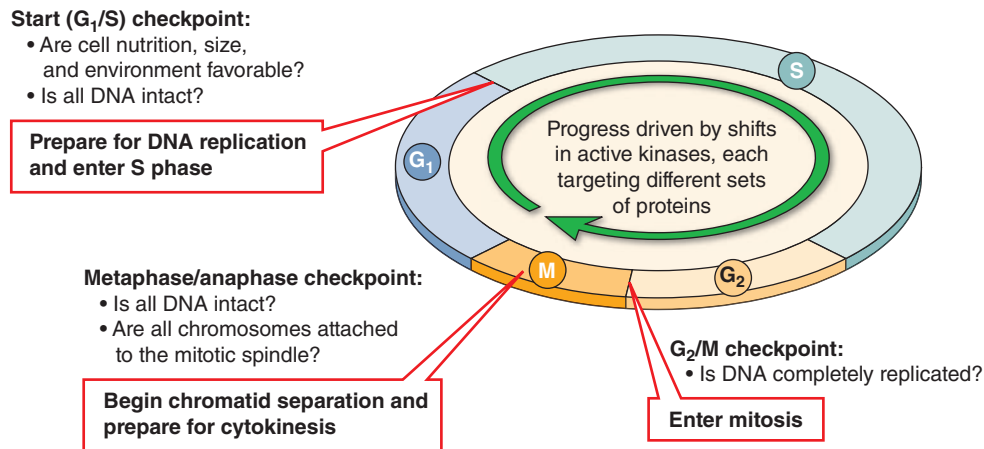 Start (G₁/S) checkpoint:
• Are cell nutrition, size,
and environment favorable?
• Is all DNA intact?
Prepare for DNA replication
and enter S phase
S
G₁
Progress driven by shifts
in active kinases, each
targeting different sets
of proteins
M
G₂
Metaphase/anaphase checkpoint:
• Is all DNA intact?
• Are all chromosomes attached
to the mitotic spindle?
Begin chromatid separation and
prepare for cytokinesis
G₂/M checkpoint:
• Is DNA completely replicated?
Enter mitosis